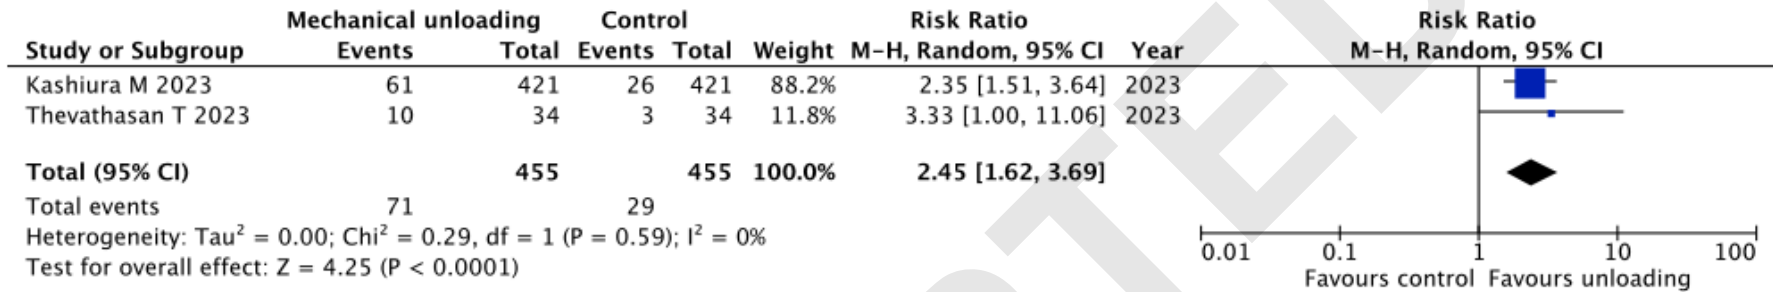 Mechanical unloading Control Risk Ratio Risk Ratio
Study or Subgroup Events Total Events Total Weight M-H, Random, 95% CI Year M-H, Random, 95% CI
Kashiura M 2023 61 421 26 421 88.2% 2.35 [1.51, 3.64] 2023
Thevathasan T 2023 10 34 3 34 11.8% 3.33 [1.00, 11.06] 2023
Total (95% CI) 455 455 100.0% 2.45 [1.62, 3.69]
Total events 71 29
Heterogeneity: Tau² = 0.00; Chi² = 0.29, df = 1 (P = 0.59); I² = 0%
Test for overall effect: Z = 4.25 (P < 0.0001)
0.01 0.1 1 10 100
Favours control Favours unloading